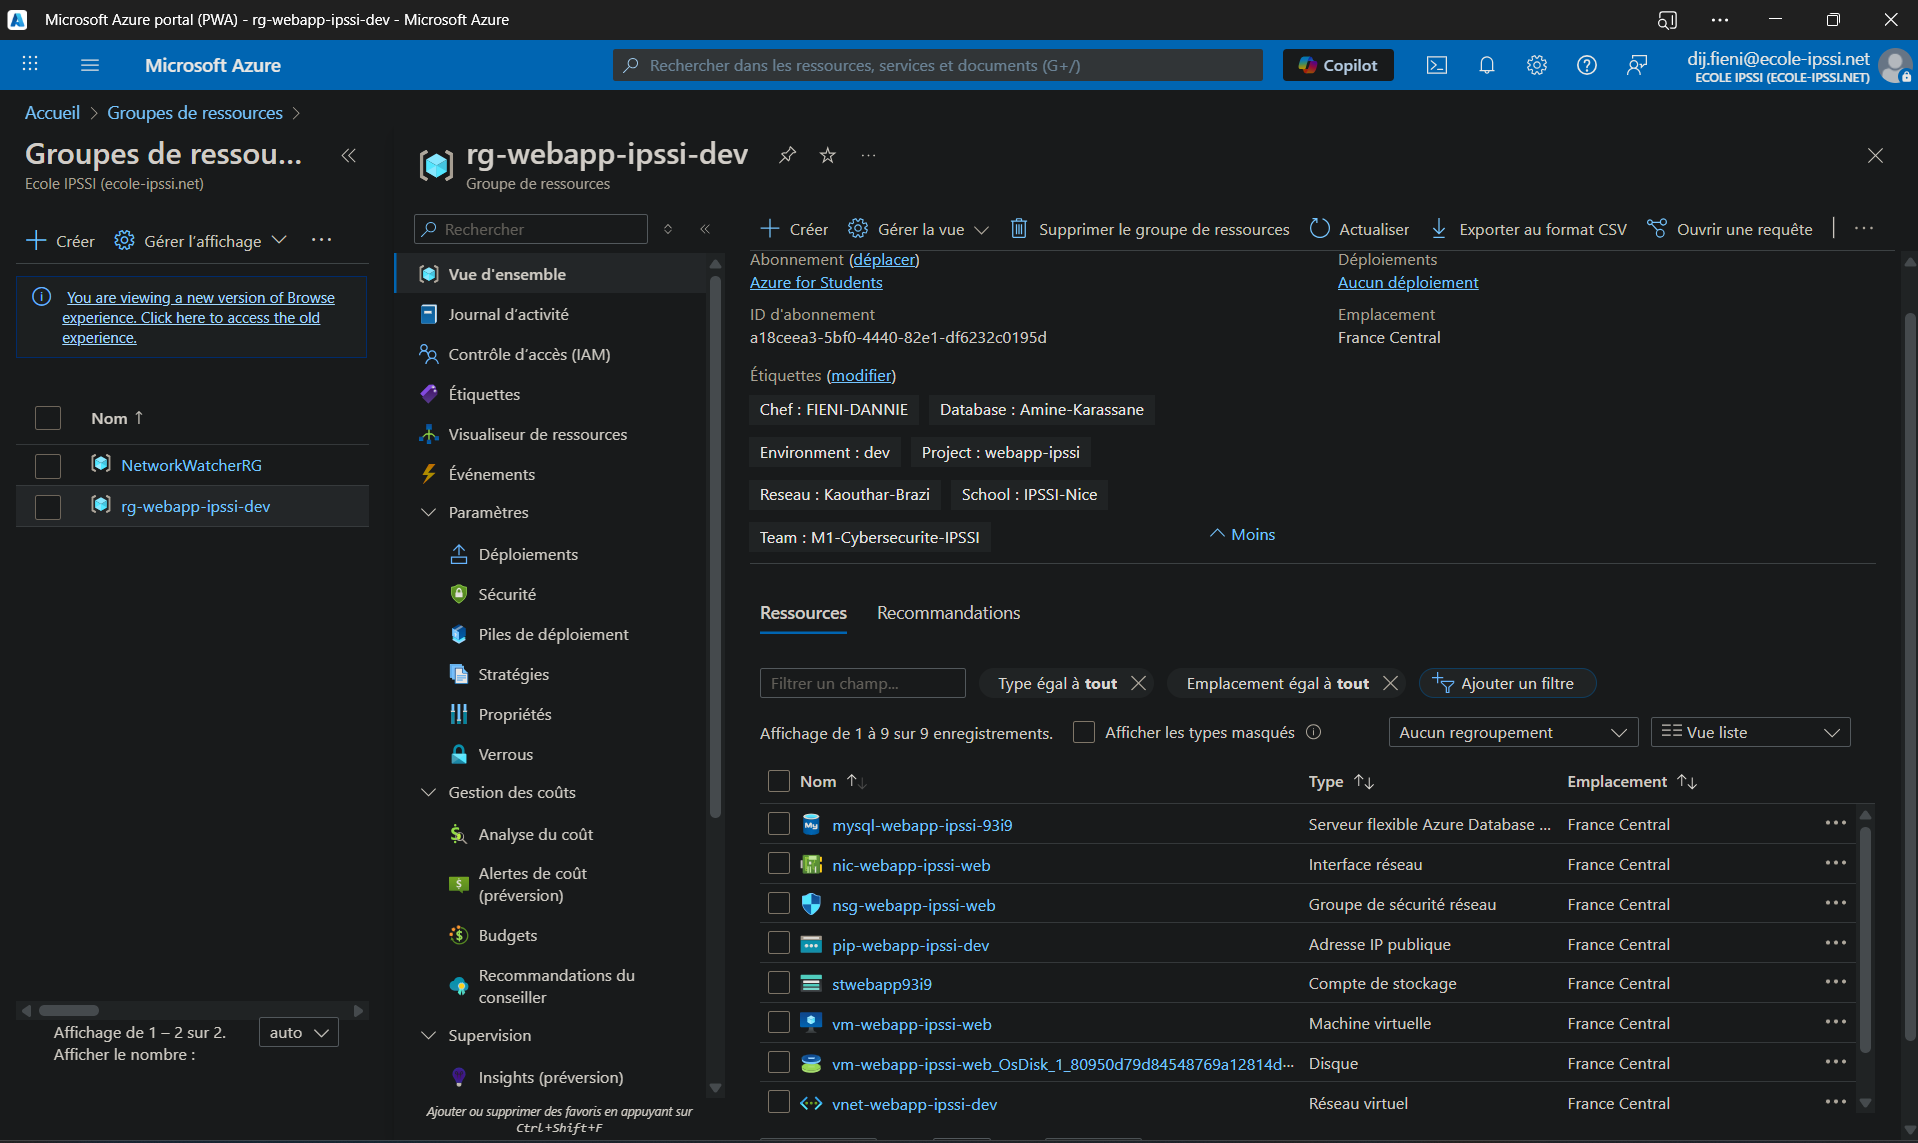 Microsoft Azure portal (PWA) - rg-webapp-ipssi-dev - Microsoft Azure
Microsoft Azure
Rechercher dans les ressources, services et documents (G+/)
Copilot
dij.fieni@ecole-ipssi.net
ECOLE IPSSI (ECOLE-IPSSI.NET)
Accueil > Groupes de ressources >
Groupes de ressou...
Ecole IPSSI (ecole-ipssi.net)
Créer
Gérer l'affichage
You are viewing a new version of Browse
experience. Click here to access the old
experience.
Nom ↑
NetworkWatcherRG
rg-webapp-ipssi-dev
Affichage de 1 – 2 sur 2.
Afficher le nombre :
auto
rg-webapp-ipssi-dev
Groupe de ressources
Rechercher
Vue d'ensemble
Journal d'activité
Contrôle d'accès (IAM)
Étiquettes
Visualiseur de ressources
Événements
Paramètres
Déploiements
Sécurité
Piles de déploiement
Stratégies
Propriétés
Verrous
Gestion des coûts
Analyse du coût
Alertes de coût
(préversion)
Budgets
Recommandations du
conseiller
Supervision
Insights (préversion)
Ajouter ou supprimer des favoris en appuyant sur
Ctrl+Shift+F
Créer
Gérer la vue
Supprimer le groupe de ressources
Actualiser
Exporter au format CSV
Ouvrir une requête
Abonnement (déplacer)
Azure for Students
ID d'abonnement
a18ceea3-5bf0-4440-82e1-df6232c0195d
Déploiements
Aucun déploiement
Emplacement
France Central
Étiquettes (modifier)
Chef : FIENI-DANNIE
Database : Amine-Karassane
Environment : dev
Project : webapp-ipssi
Reseau : Kaouthar-Brazi
School : IPSSI-Nice
Team : M1-Cybersecurite-IPSSI
Moins
Ressources
Recommandations
Filtrer un champ...
Type égal à tout
Emplacement égal à tout
Ajouter un filtre
Affichage de 1 à 9 sur 9 enregistrements.
Afficher les types masqués
Aucun regroupement
Vue liste
Nom ↑↓ Type ↑↓ Emplacement ↑↓
mysql-webapp-ipssi-93i9 Serveur flexible Azure Database ... France Central
nic-webapp-ipssi-web Interface réseau France Central
nsg-webapp-ipssi-web Groupe de sécurité réseau France Central
pip-webapp-ipssi-dev Adresse IP publique France Central
stwebapp93i9 Compte de stockage France Central
vm-webapp-ipssi-web Machine virtuelle France Central
vm-webapp-ipssi-web_OsDisk_1_80950d79d84548769a12814d... Disque France Central
vnet-webapp-ipssi-dev Réseau virtuel France Central